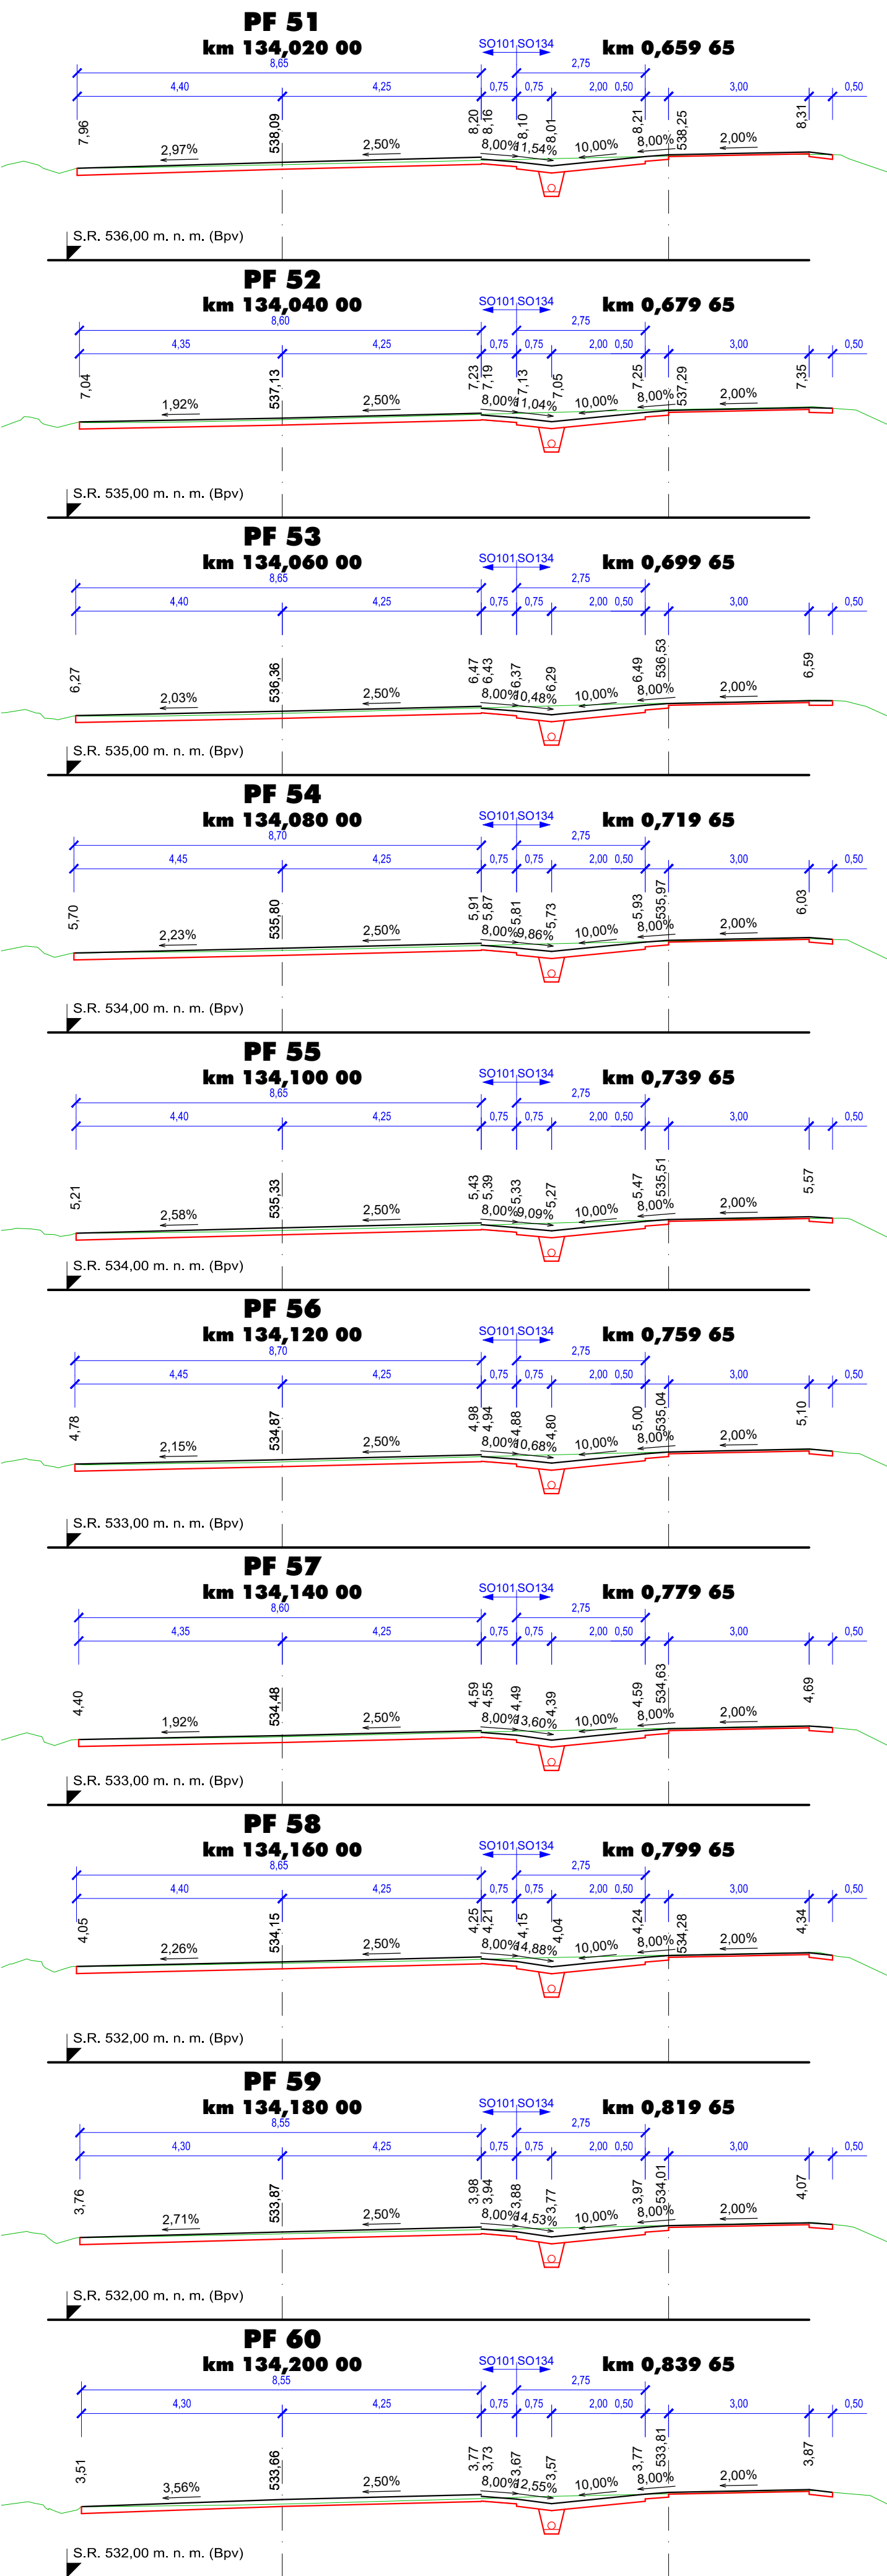 PF 51
km 134,020 00 SO101 SO134 km 0,659 65
8,65 2,75
4,40 4,25 0,75 0,75 2,00 0,50 3,00 0,50
7,96 538,09 8,20 8,16 8,10 8,01 8,21 538,25 8,31
2,97% 2,50% 8,00% 11,54% 10,00% 8,00% 2,00%
S.R. 536,00 m. n. m. (Bpv)
PF 52
km 134,040 00 SO101 SO134 km 0,679 65
8,60 2,75
4,35 4,25 0,75 0,75 2,00 0,50 3,00 0,50
7,04 537,13 7,23 7,19 7,13 7,05 7,25 537,29 7,35
1,92% 2,50% 8,00% 11,04% 10,00% 8,00% 2,00%
S.R. 535,00 m. n. m. (Bpv)
PF 53
km 134,060 00 SO101 SO134 km 0,699 65
8,65 2,75
4,40 4,25 0,75 0,75 2,00 0,50 3,00 0,50
6,27 536,36 6,47 6,43 6,37 6,29 6,49 536,53 6,59
2,03% 2,50% 8,00% 10,48% 10,00% 8,00% 2,00%
S.R. 535,00 m. n. m. (Bpv)
PF 54
km 134,080 00 SO101 SO134 km 0,719 65
8,70 2,75
4,45 4,25 0,75 0,75 2,00 0,50 3,00 0,50
5,70 535,80 5,91 5,87 5,81 5,73 5,93 535,97 6,03
2,23% 2,50% 8,00% 9,86% 10,00% 8,00% 2,00%
S.R. 534,00 m. n. m. (Bpv)
PF 55
km 134,100 00 SO101 SO134 km 0,739 65
8,65 2,75
4,40 4,25 0,75 0,75 2,00 0,50 3,00 0,50
5,21 535,33 5,43 5,39 5,33 5,27 5,47 535,51 5,57
2,58% 2,50% 8,00% 9,09% 10,00% 8,00% 2,00%
S.R. 534,00 m. n. m. (Bpv)
PF 56
km 134,120 00 SO101 SO134 km 0,759 65
8,70 2,75
4,45 4,25 0,75 0,75 2,00 0,50 3,00 0,50
4,78 534,87 4,98 4,94 4,88 4,80 5,00 535,04 5,10
2,15% 2,50% 8,00% 10,68% 10,00% 8,00% 2,00%
S.R. 533,00 m. n. m. (Bpv)
PF 57
km 134,140 00 SO101 SO134 km 0,779 65
8,60 2,75
4,35 4,25 0,75 0,75 2,00 0,50 3,00 0,50
4,40 534,48 4,59 4,55 4,49 4,39 4,59 534,63 4,69
1,92% 2,50% 8,00% 13,60% 10,00% 8,00% 2,00%
S.R. 533,00 m. n. m. (Bpv)
PF 58
km 134,160 00 SO101 SO134 km 0,799 65
8,65 2,75
4,40 4,25 0,75 0,75 2,00 0,50 3,00 0,50
4,05 534,15 4,25 4,21 4,15 4,04 4,24 534,28 4,34
2,26% 2,50% 8,00% 14,88% 10,00% 8,00% 2,00%
S.R. 532,00 m. n. m. (Bpv)
PF 59
km 134,180 00 SO101 SO134 km 0,819 65
8,55 2,75
4,30 4,25 0,75 0,75 2,00 0,50 3,00 0,50
3,76 533,87 3,98 3,94 3,88 3,77 3,97 534,01 4,07
2,71% 2,50% 8,00% 14,53% 10,00% 8,00% 2,00%
S.R. 532,00 m. n. m. (Bpv)
PF 60
km 134,200 00 SO101 SO134 km 0,839 65
8,55 2,75
4,30 4,25 0,75 0,75 2,00 0,50 3,00 0,50
3,51 533,66 3,77 3,73 3,67 3,57 3,77 533,81 3,87
3,56% 2,50% 8,00% 12,55% 10,00% 8,00% 2,00%
S.R. 532,00 m. n. m. (Bpv)